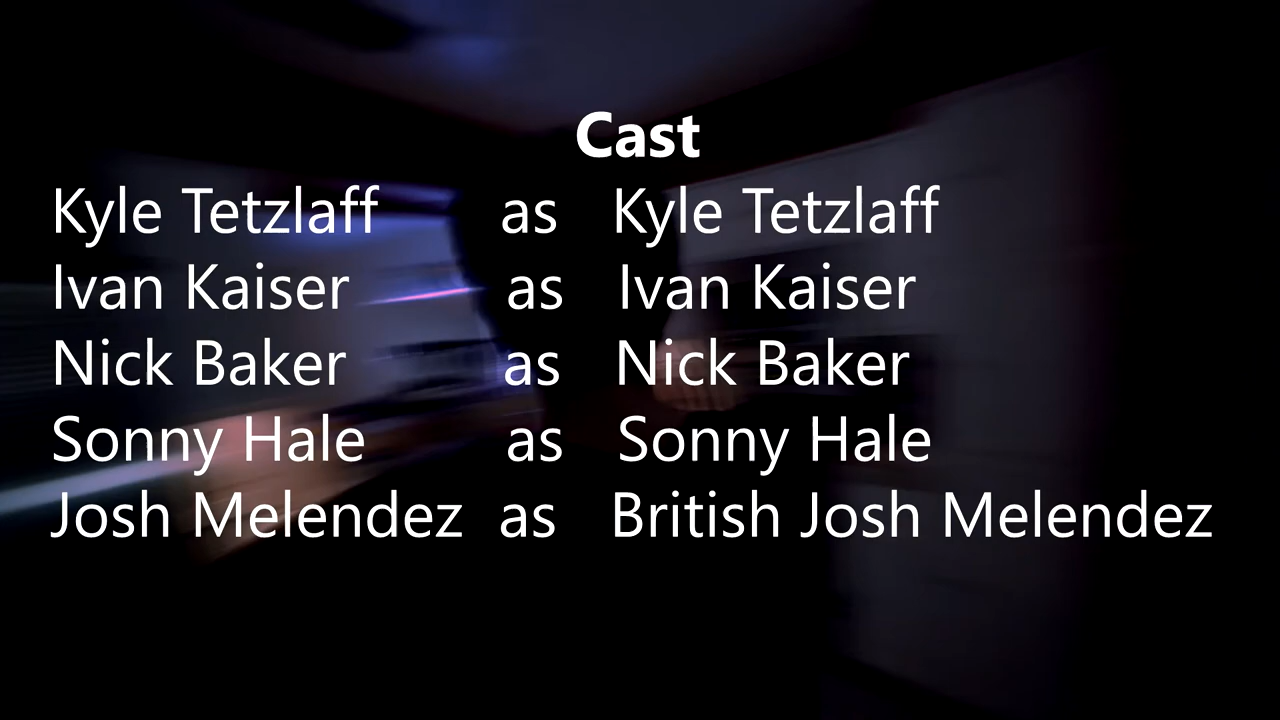 Cast
Kyle Tetzlaff as Kyle Tetzlaff
Ivan Kaiser as Ivan Kaiser
Nick Baker as Nick Baker
Sonny Hale as Sonny Hale
Josh Melendez as British Josh Melendez